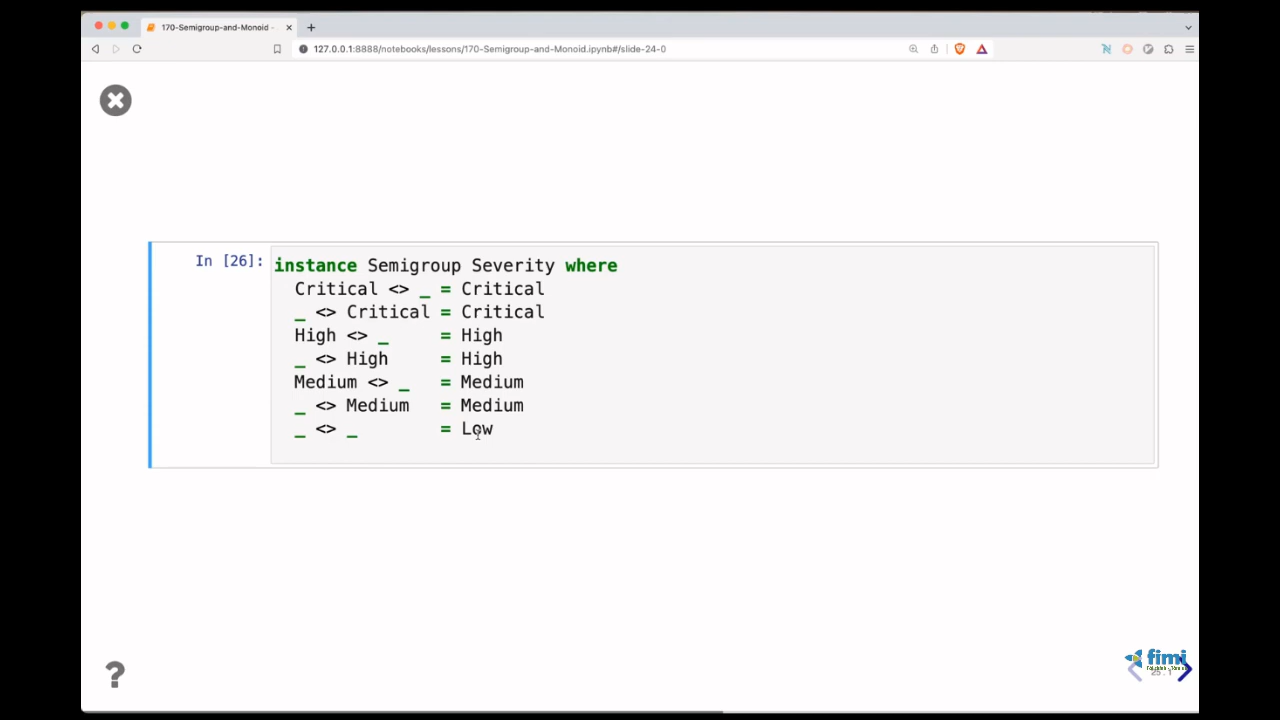 170-Semigroup-and-Monoid -
127.0.0.1:8888/notebooks/lessons/170-Semigroup-and-Monoid.ipynb#/slide-24-0
In [26]:
instance Semigroup Severity where
Critical <> _ = Critical
_ <> Critical = Critical
High <> _ = High
_ <> High = High
Medium <> _ = Medium
_ <> Medium = Medium
_ <> _ = Low
?
fimi